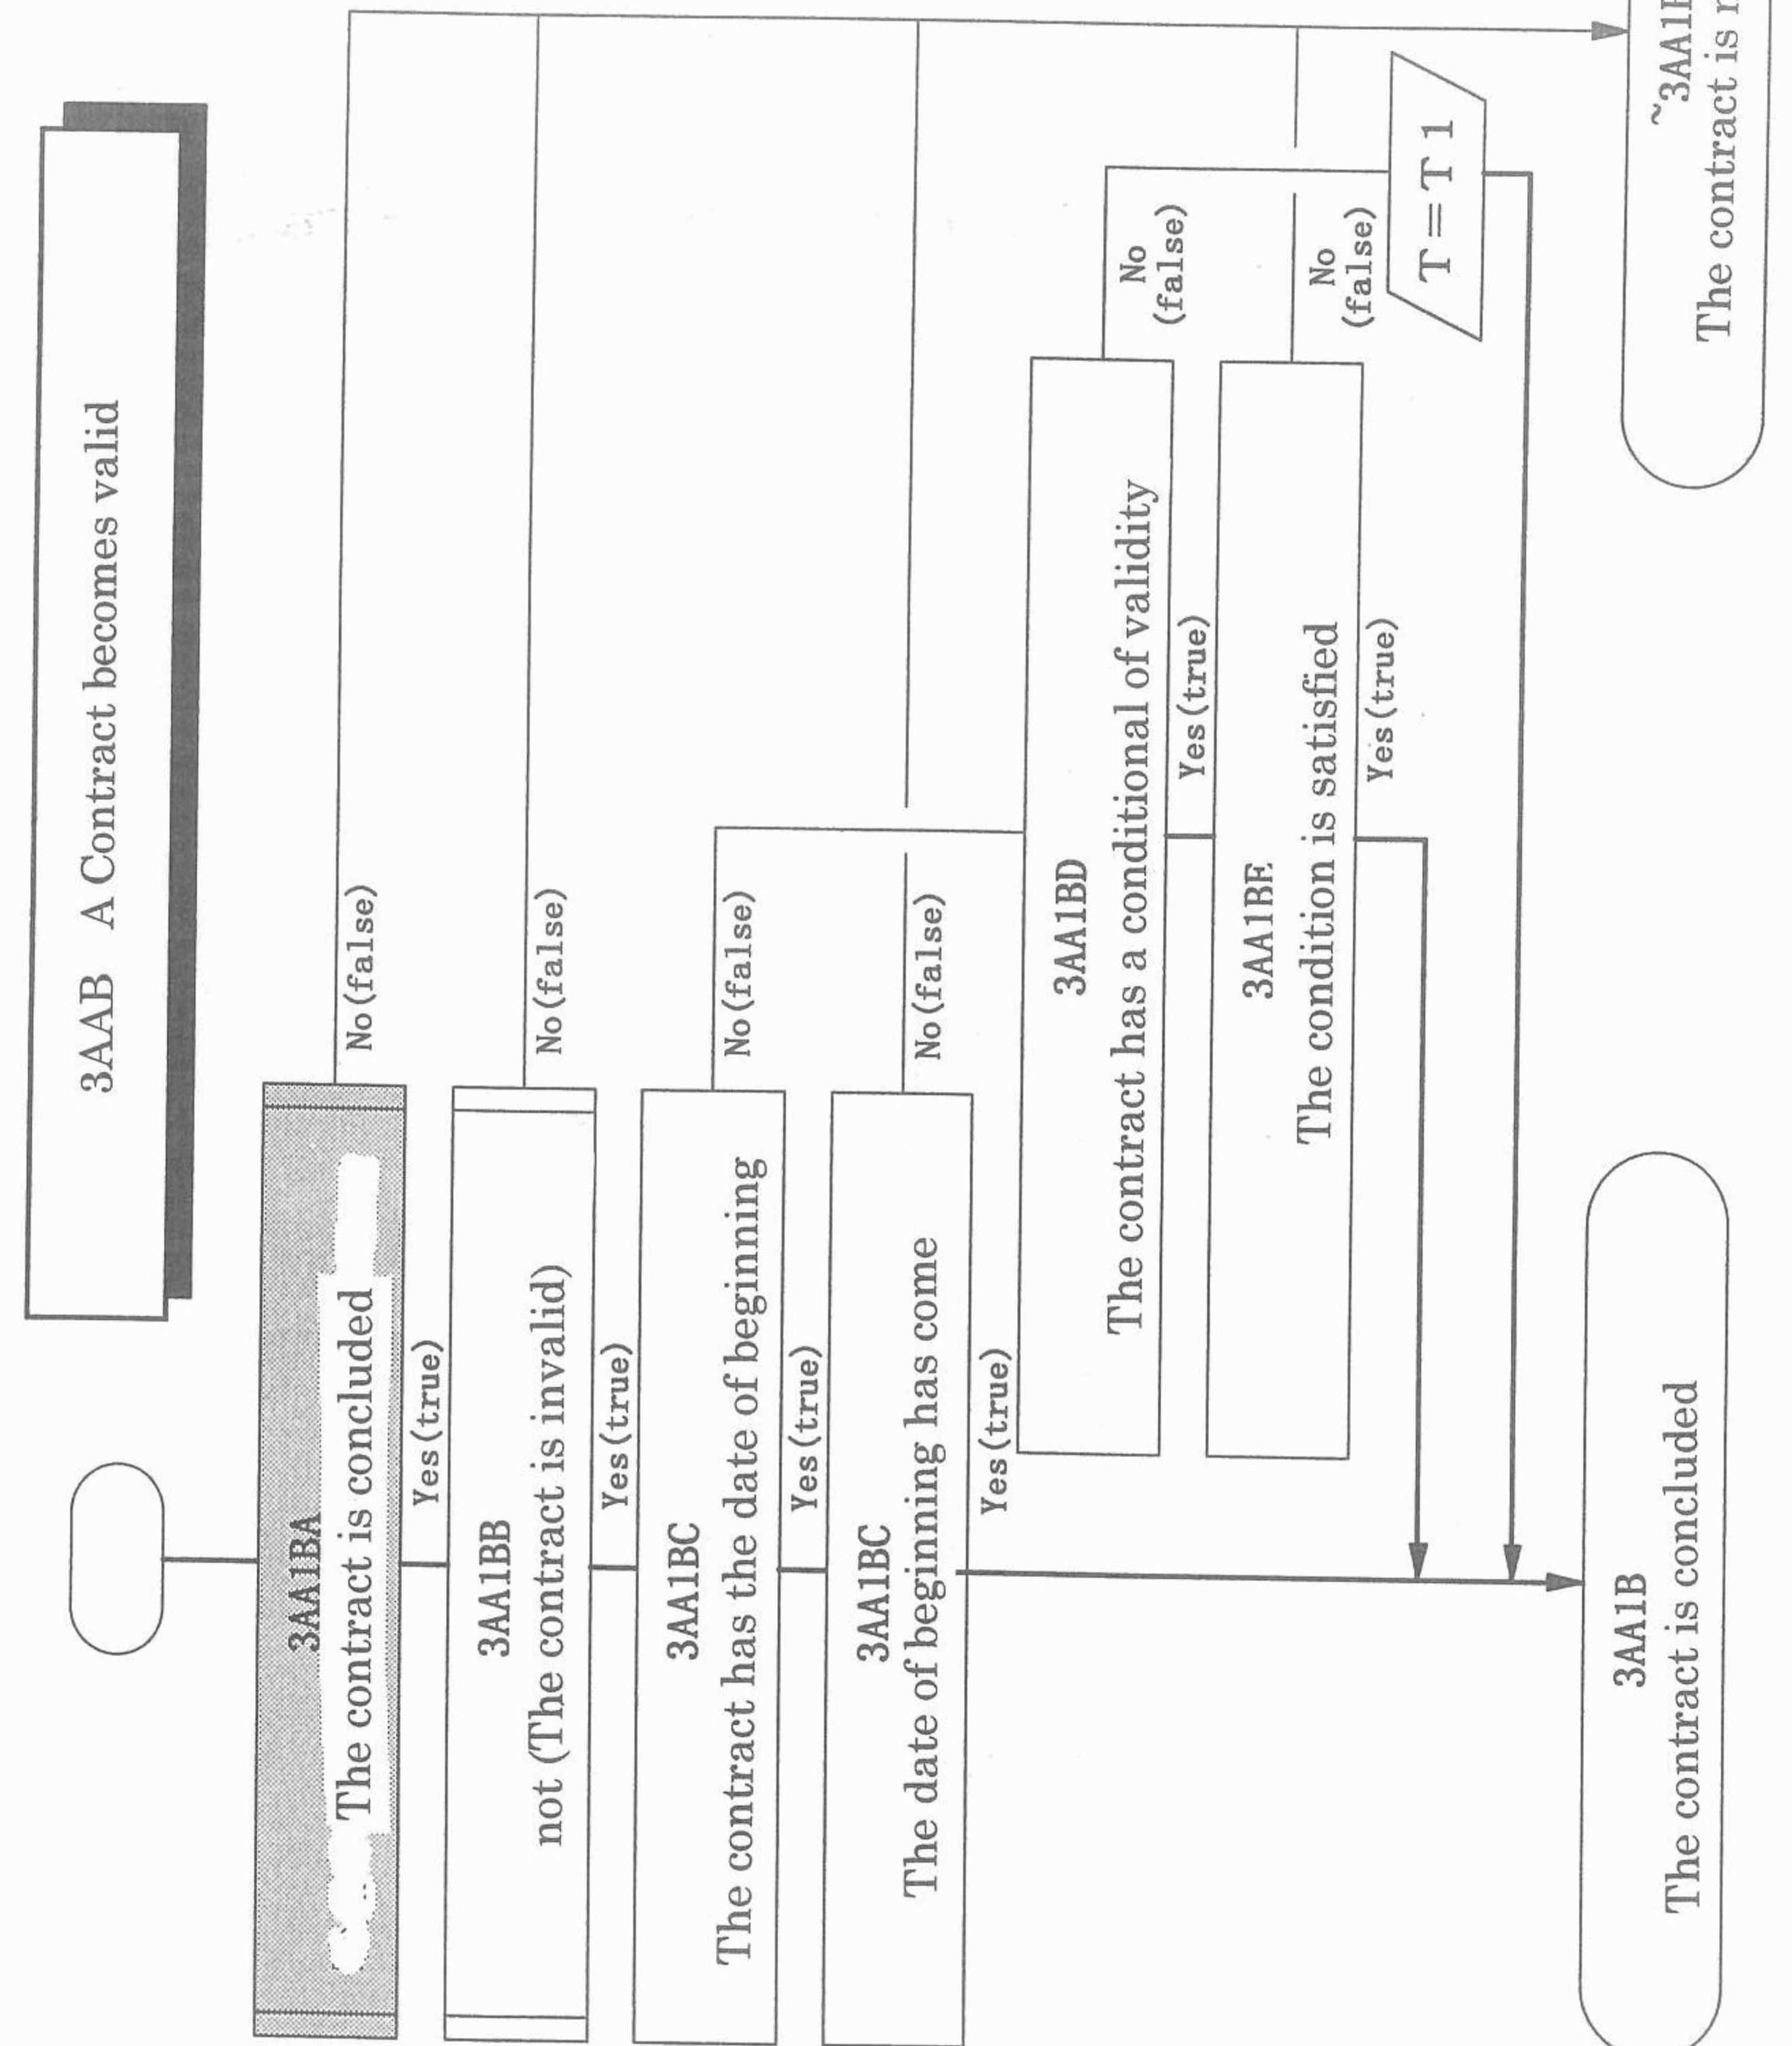 3AAB A Contract becomes valid
3AA1BA
The contract is concluded
No(false)
Yes(true)
3AA1BB
not (The contract is invalid)
No(false)
Yes(true)
3AA1BC
The contract has the date of beginning
No(false)
Yes(true)
3AA1BC
The date of beginning has come
No(false)
Yes(true)
3AA1BD
The contract has a conditional of validity
No
(false)
Yes(true)
3AA1BE
The condition is satisfied
No
(false)
Yes(true)
T = T 1
3AA1B
The contract is concluded
The contract is